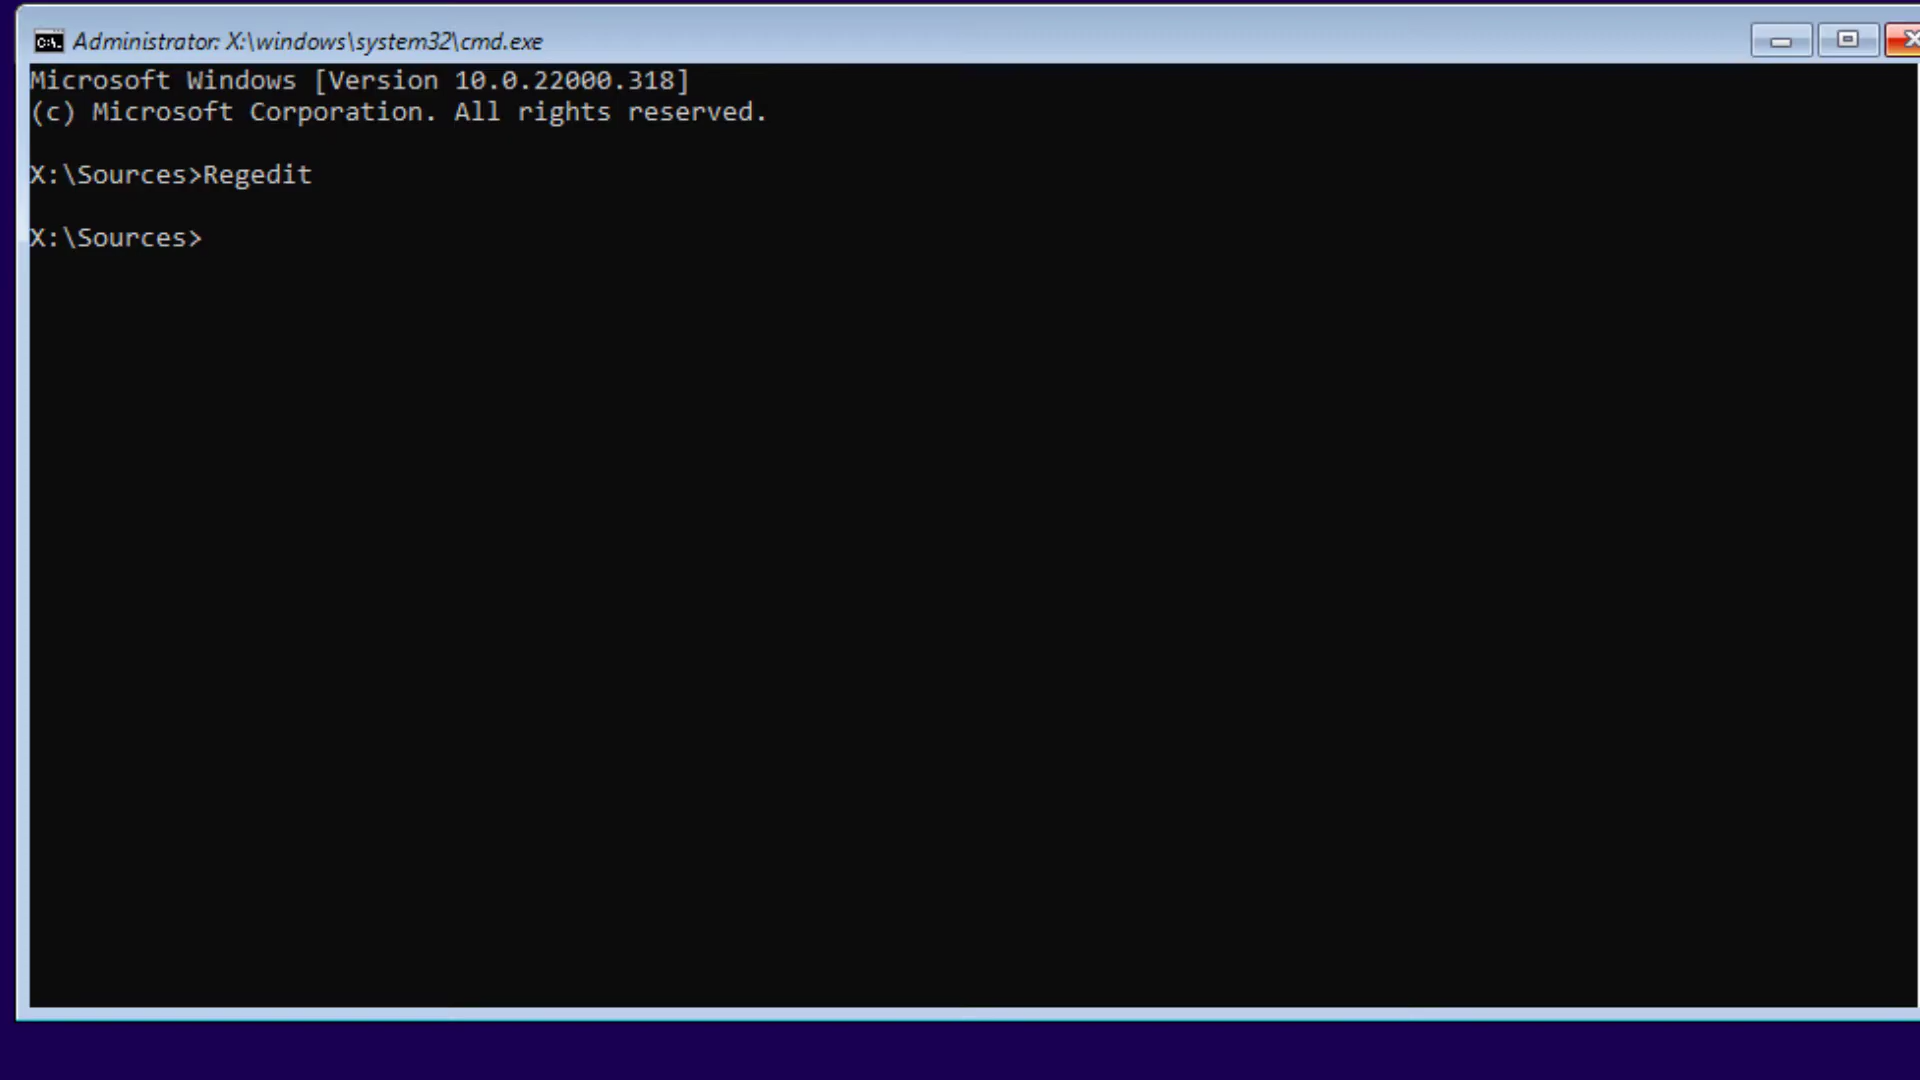 Administrator: X:\windows\system32\cmd.exe
Microsoft Windows [Version 10.0.22000.318]
(c) Microsoft Corporation. All rights reserved.
X:\Sources>Regedit
X:\Sources>